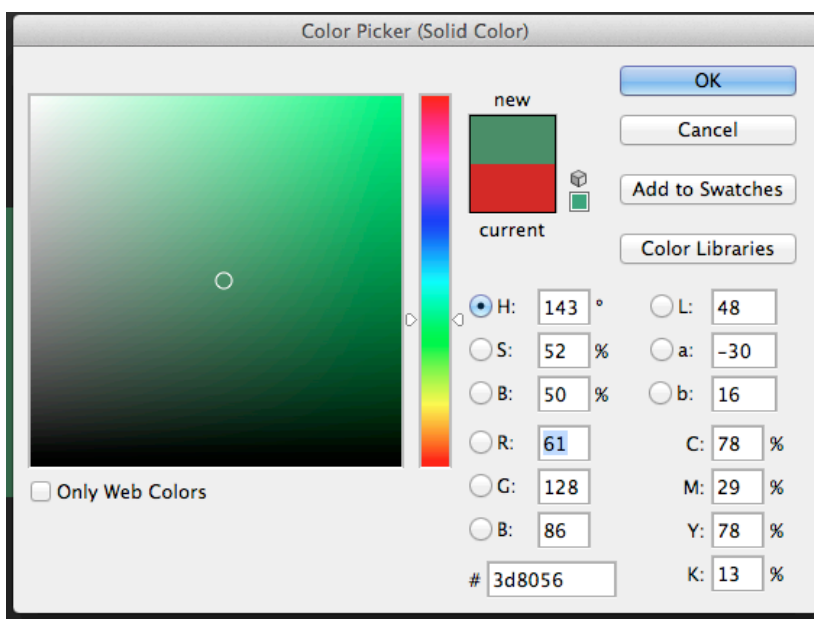 Color Picker (Solid Color)
new
current
OK
Cancel
Add to Swatches
Color Libraries
H: 143 °
S: 52 %
B: 50 %
R: 61
G: 128
B: 86
# 3d8056
L: 48
a: -30
b: 16
C: 78 %
M: 29 %
Y: 78 %
K: 13 %
Only Web Colors